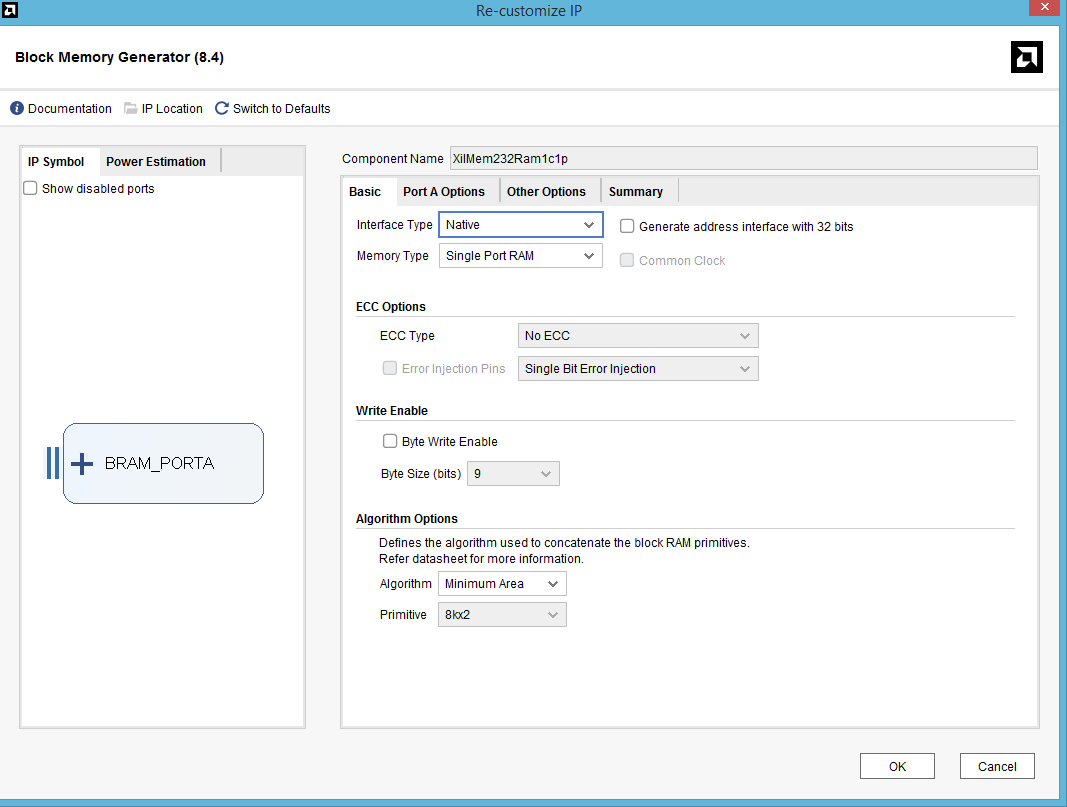 Re-customize IP
Block Memory Generator (8.4)
Documentation IP Location Switch to Defaults
IP Symbol Power Estimation
Show disabled ports
BRAM_PORTA
Component Name XilMem232Ram1c1p
Basic Port A Options Other Options Summary
Interface Type Native Generate address interface with 32 bits
Memory Type Single Port RAM Common Clock
ECC Options
ECC Type No ECC
Error Injection Pins Single Bit Error Injection
Write Enable
Byte Write Enable
Byte Size (bits) 9
Algorithm Options
Defines the algorithm used to concatenate the block RAM primitives.
Refer datasheet for more information.
Algorithm Minimum Area
Primitive 8kx2
OK Cancel